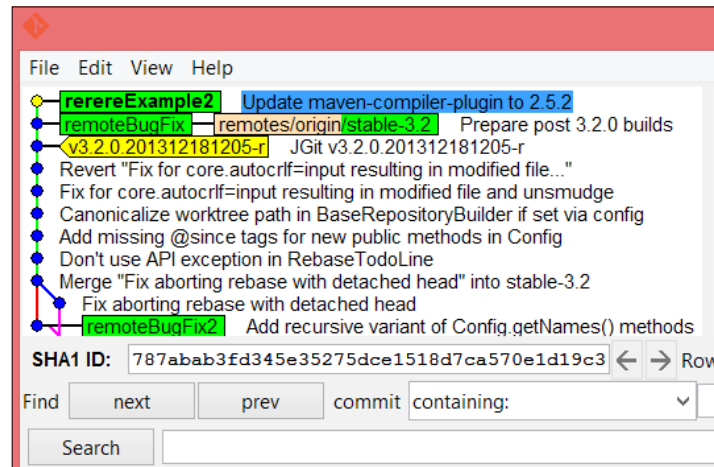 File Edit View Help
rerereExample2 Update maven-compiler-plugin to 2.5.2
remoteBugFix remotes/origin/stable-3.2 Prepare post 3.2.0 builds
v3.2.0.201312181205-r JGit v3.2.0.201312181205-r
Revert "Fix for core.autocrlf=input resulting in modified file..."
Fix for core.autocrlf=input resulting in modified file and unsmudge
Canonicalize worktree path in BaseRepositoryBuilder if set via config
Add missing @since tags for new public methods in Config
Don't use API exception in RebaseTodoLine
Merge "Fix aborting rebase with detached head" into stable-3.2
Fix aborting rebase with detached head
remoteBugFix2 Add recursive variant of Config.getNames() methods
SHA1 ID: 787abab3fd345e35275dce1518d7ca570e1d19c3 ← → Row
Find next prev commit containing:
Search